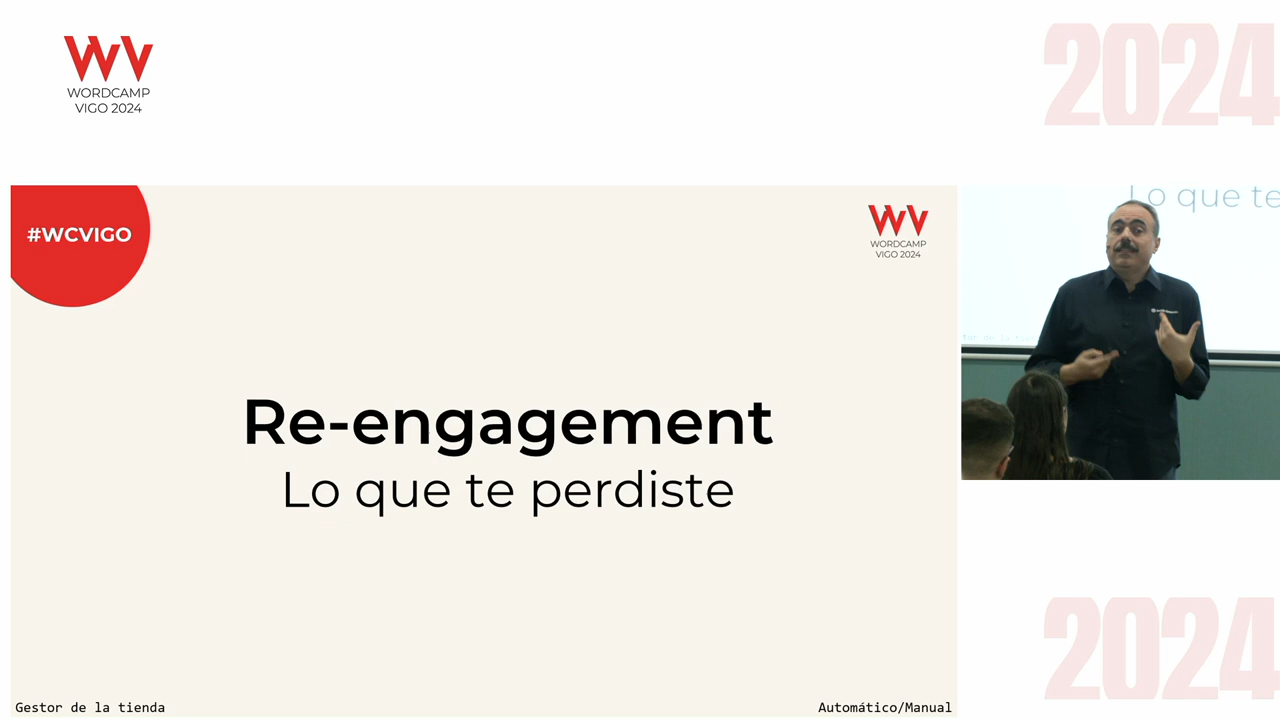 WORDCAMP
VIGO 2024
2024
#WCVIGO
WORDCAMP
VIGO 2024
Lo que te
Re-engagement
Lo que te perdiste
Gestor de la tienda
Automático/Manual
2024